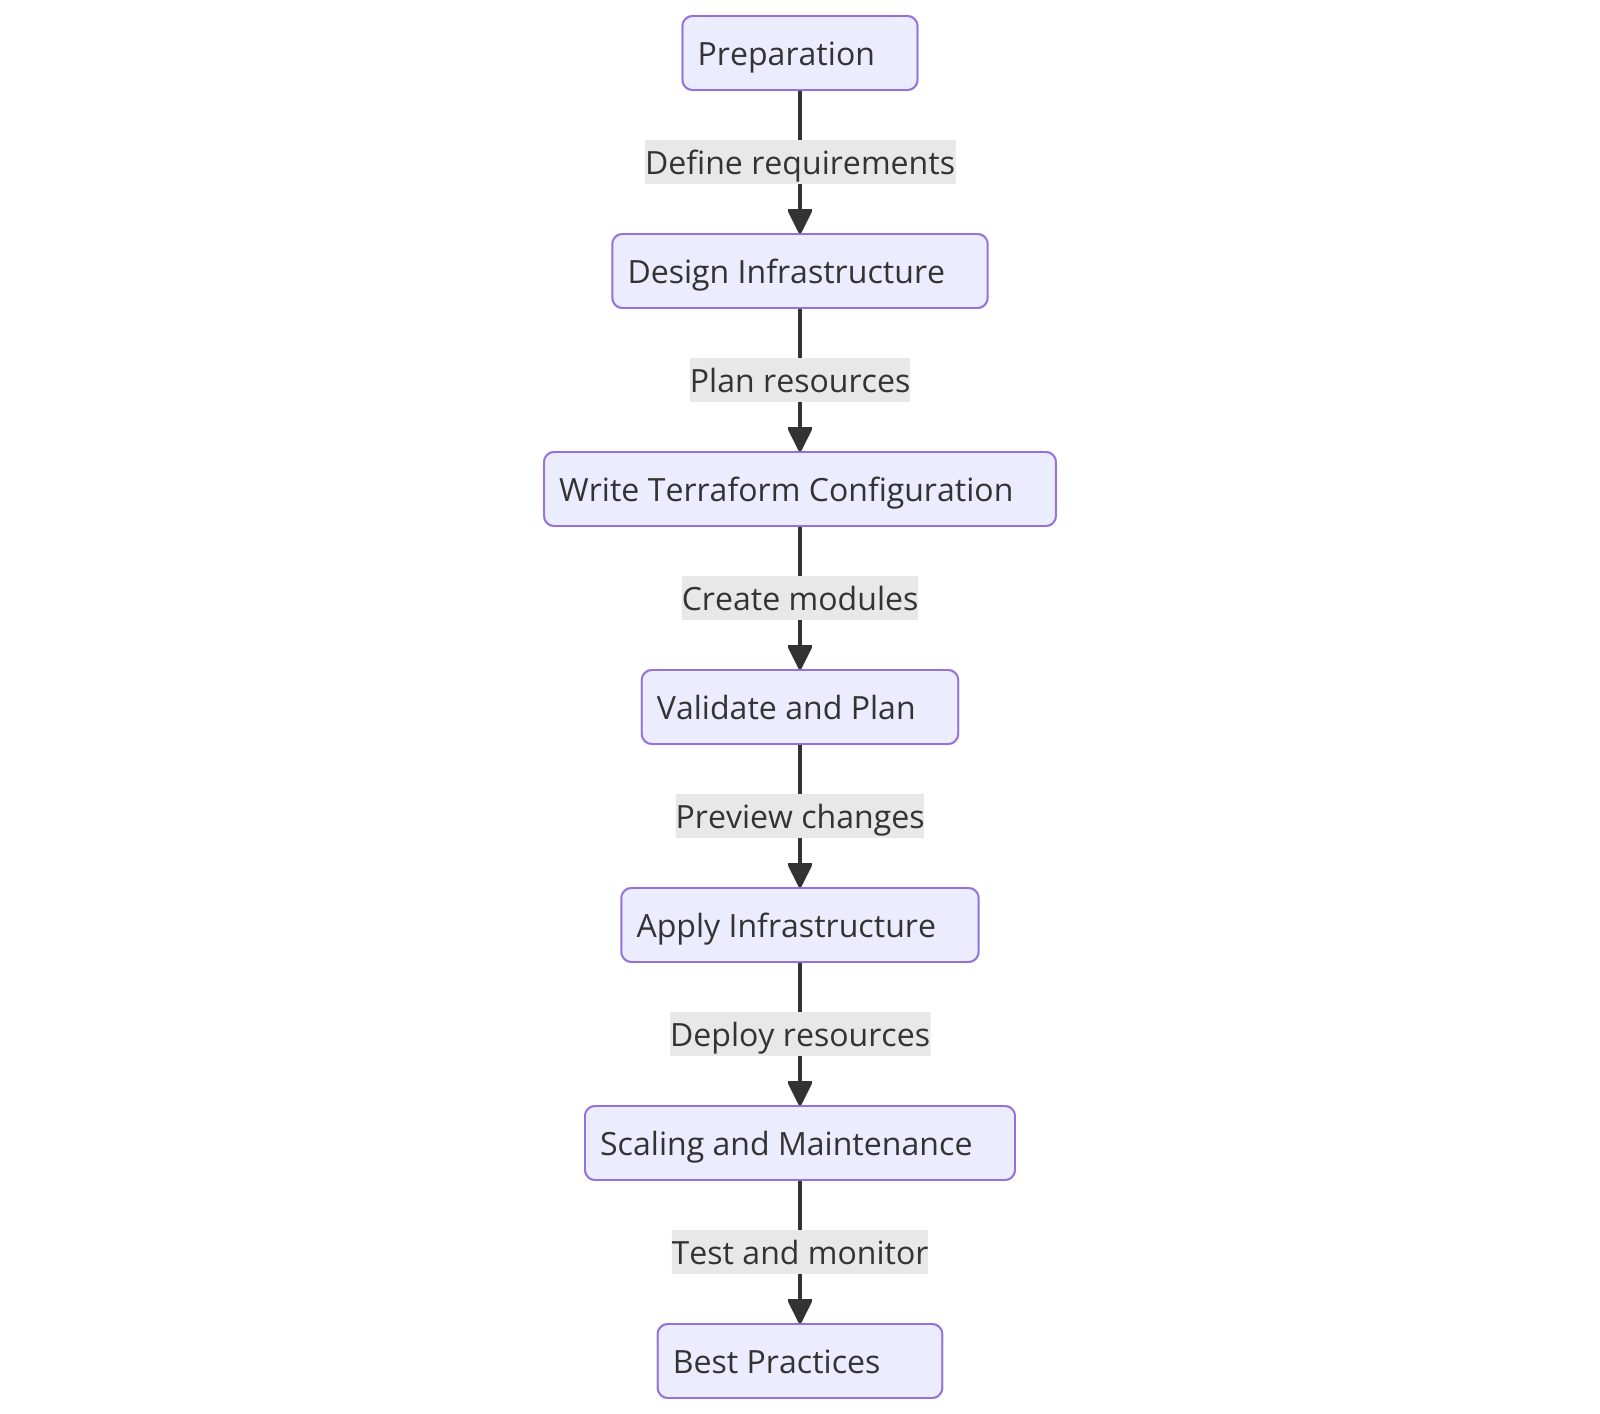 Preparation
Define requirements
Design Infrastructure
Plan resources
Write Terraform Configuration
Create modules
Validate and Plan
Preview changes
Apply Infrastructure
Deploy resources
Scaling and Maintenance
Test and monitor
Best Practices